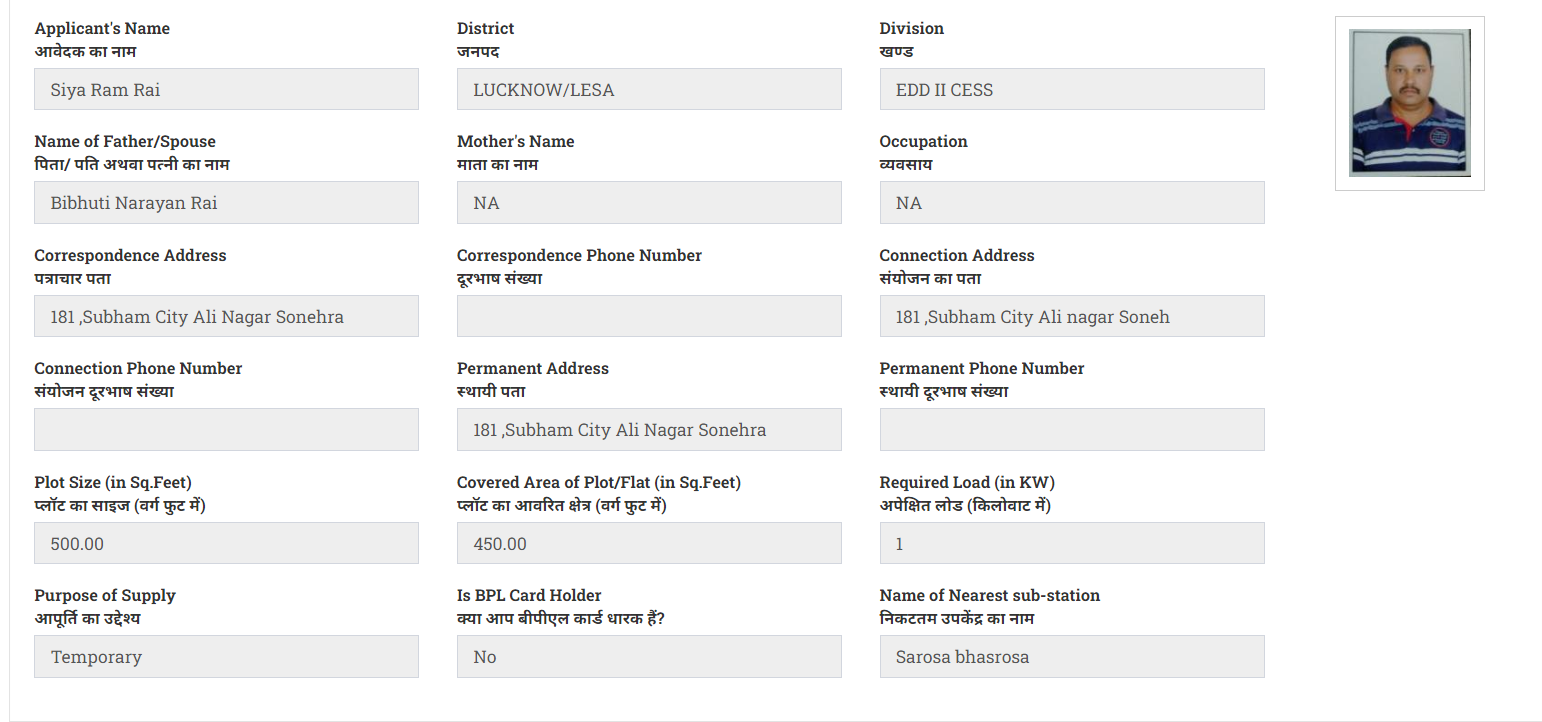 Applicant's Name
आवेदक का नाम
Siya Ram Rai
District
जनपद
LUCKNOW/LESA
Division
खण्ड
EDD II CESS
Name of Father/Spouse
पिता/ पति अथवा पत्नी का नाम
Bibhuti Narayan Rai
Mother's Name
माता का नाम
NA
Occupation
व्यवसाय
NA
Correspondence Address
पत्राचार पता
181 ,Subham City Ali Nagar Sonehra
Correspondence Phone Number
दूरभाष संख्या
Connection Address
संयोजन का पता
181 ,Subham City Ali nagar Soneh
Connection Phone Number
संयोजन दूरभाष संख्या
Permanent Address
स्थायी पता
181 ,Subham City Ali Nagar Sonehra
Permanent Phone Number
स्थायी दूरभाष संख्या
Plot Size (in Sq.Feet)
प्लॉट का साइज (वर्ग फुट में)
500.00
Covered Area of Plot/Flat (in Sq.Feet)
प्लॉट का आवरित क्षेत्र (वर्ग फुट में)
450.00
Required Load (in KW)
अपेक्षित लोड (किलोवाट में)
1
Purpose of Supply
आपूर्ति का उद्देश्य
Temporary
Is BPL Card Holder
क्या आप बीपीएल कार्ड धारक हैं?
No
Name of Nearest sub-station
निकटतम उपकेंद्र का नाम
Sarosa bhasrosa